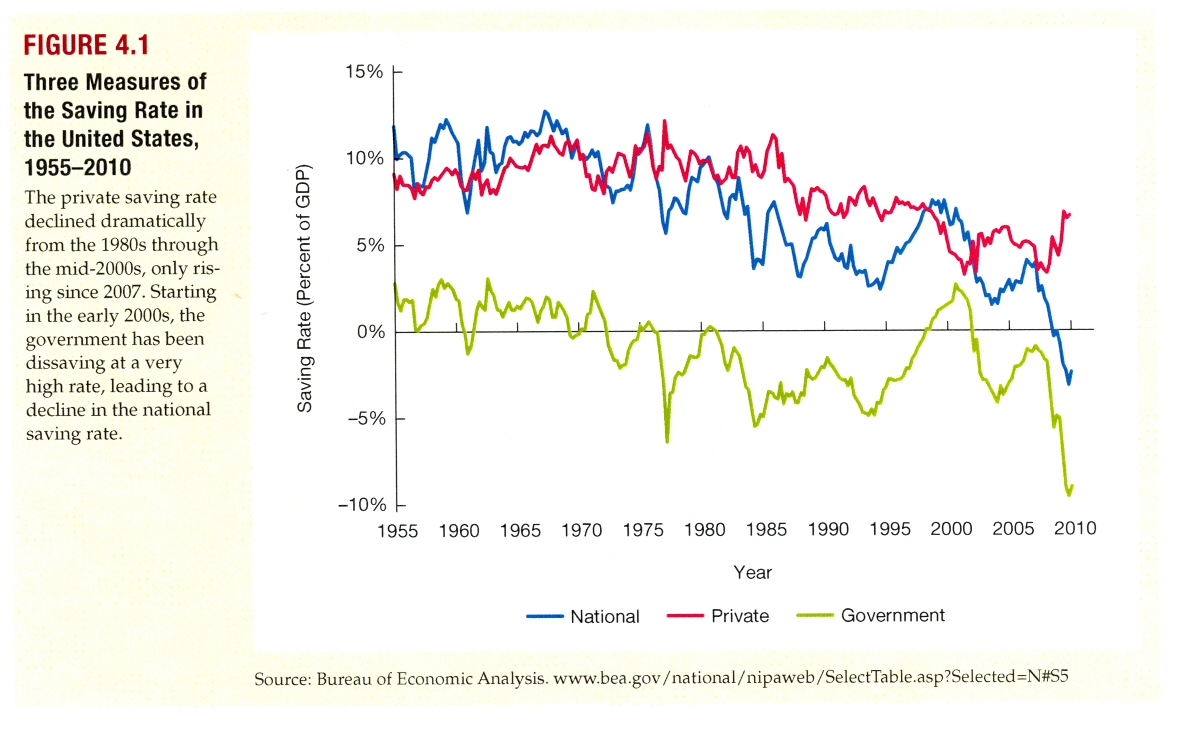 FIGURE 4.1
Three Measures of
the Saving Rate in
the United States,
1955–2010
The private saving rate
declined dramatically
from the 1980s through
the mid-2000s, only ris-
ing since 2007. Starting
in the early 2000s, the
government has been
dissaving at a very
high rate, leading to a
decline in the national
saving rate.
15%
10%
5%
0%
−5%
−10%
Saving Rate (Percent of GDP)
1955 1960 1965 1970 1975 1980 1985 1990 1995 2000 2005 2010
Year
National Private Government
Source: Bureau of Economic Analysis. www.bea.gov/national/nipaweb/SelectTable.asp?Selected=N#S5